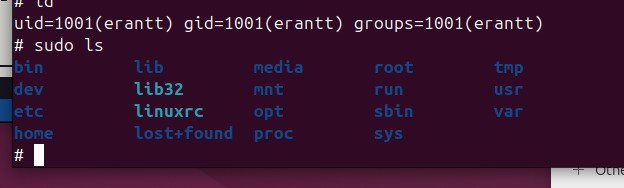 # id
uid=1001(erantt) gid=1001(erantt) groups=1001(erantt)
# sudo ls
bin lib media root tmp
dev lib32 mnt run usr
etc linuxrc opt sbin var
home lost+found proc sys
#
+ Othe